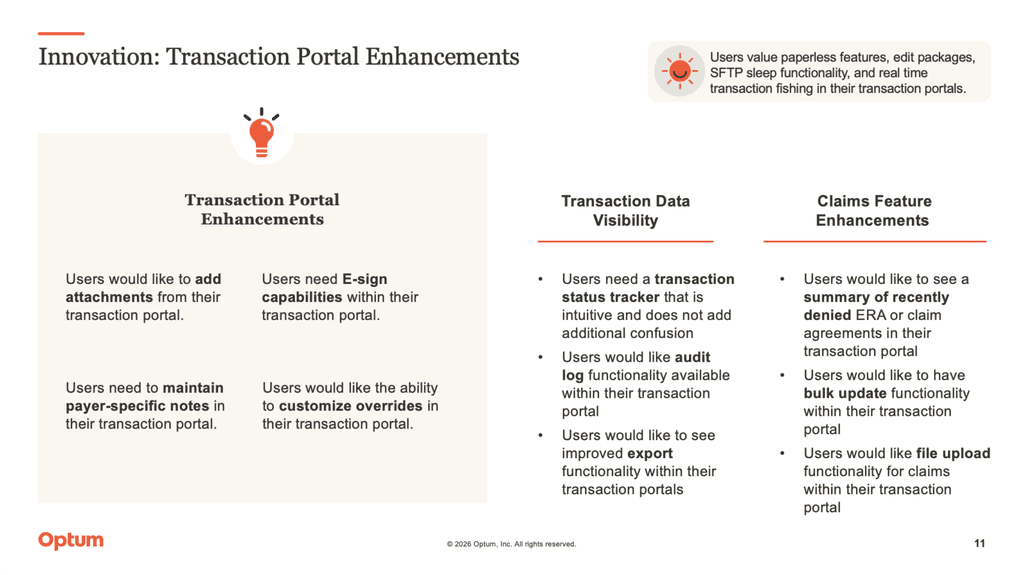 Innovation: Transaction Portal Enhancements
Users value paperless features, edit packages,
SFTP sleep functionality, and real time
transaction fishing in their transaction portals.
Transaction Portal
Enhancements
Users would like to add
attachments from their
transaction portal.
Users need E-sign
capabilities within their
transaction portal.
Users need to maintain
payer-specific notes in
their transaction portal.
Users would like the ability
to customize overrides in
their transaction portal.
Transaction Data
Visibility
• Users need a transaction
status tracker that is
intuitive and does not add
additional confusion
• Users would like audit
log functionality available
within their transaction
portal
• Users would like to see
improved export
functionality within their
transaction portals
Claims Feature
Enhancements
• Users would like to see a
summary of recently
denied ERA or claim
agreements in their
transaction portal
• Users would like to have
bulk update functionality
within their transaction
portal
• Users would like file upload
functionality for claims
within their transaction
portal
Optum
© 2026 Optum, Inc. All rights reserved.
11